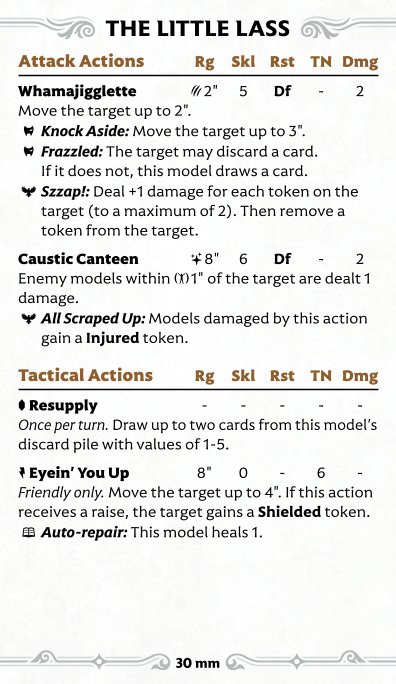 THE LITTLE LASS
Attack Actions Rg Skl Rst TN Dmg
Whamajigglette 2" 5 Df - 2
Move the target up to 2".
Knock Aside: Move the target up to 3".
Frazzled: The target may discard a card.
If it does not, this model draws a card.
Szzap!: Deal +1 damage for each token on the
target (to a maximum of 2). Then remove a
token from the target.
Caustic Canteen 8" 6 Df - 2
Enemy models within 1" of the target are dealt 1
damage.
All Scraped Up: Models damaged by this action
gain a Injured token.
Tactical Actions Rg Skl Rst TN Dmg
Resupply - - - - -
Once per turn. Draw up to two cards from this model's
discard pile with values of 1-5.
Eyein' You Up 8" 0 - 6 -
Friendly only. Move the target up to 4". If this action
receives a raise, the target gains a Shielded token.
Auto-repair: This model heals 1.
30 mm